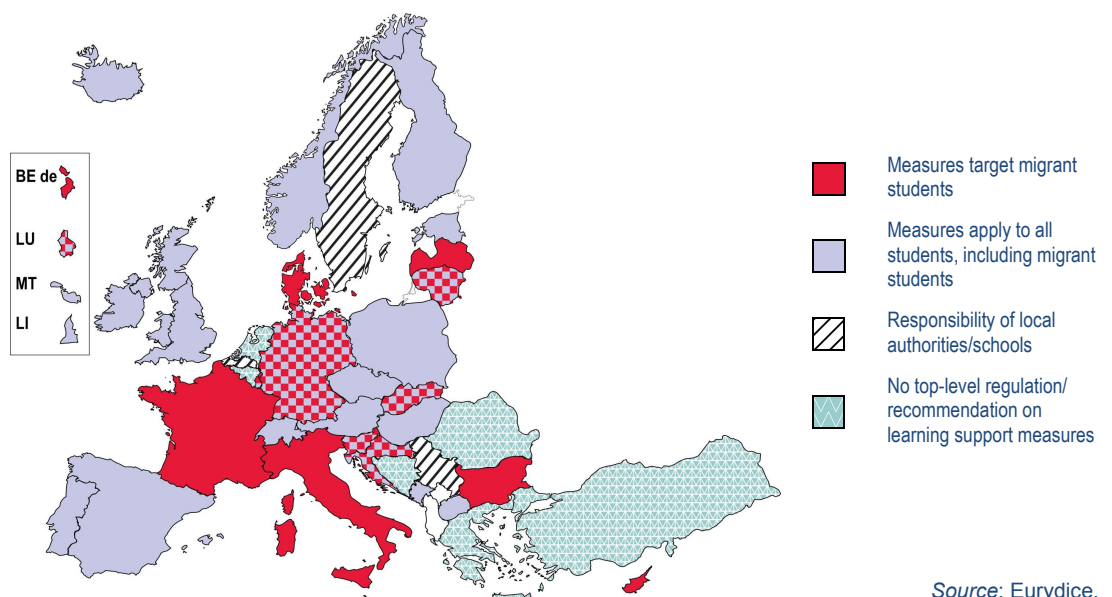 BE de
LU
MT
LI
Measures target migrant
students
Measures apply to all
students, including migrant
students
Responsibility of local
authorities/schools
No top-level regulation/
recommendation on
learning support measures
Source: Eurydice.